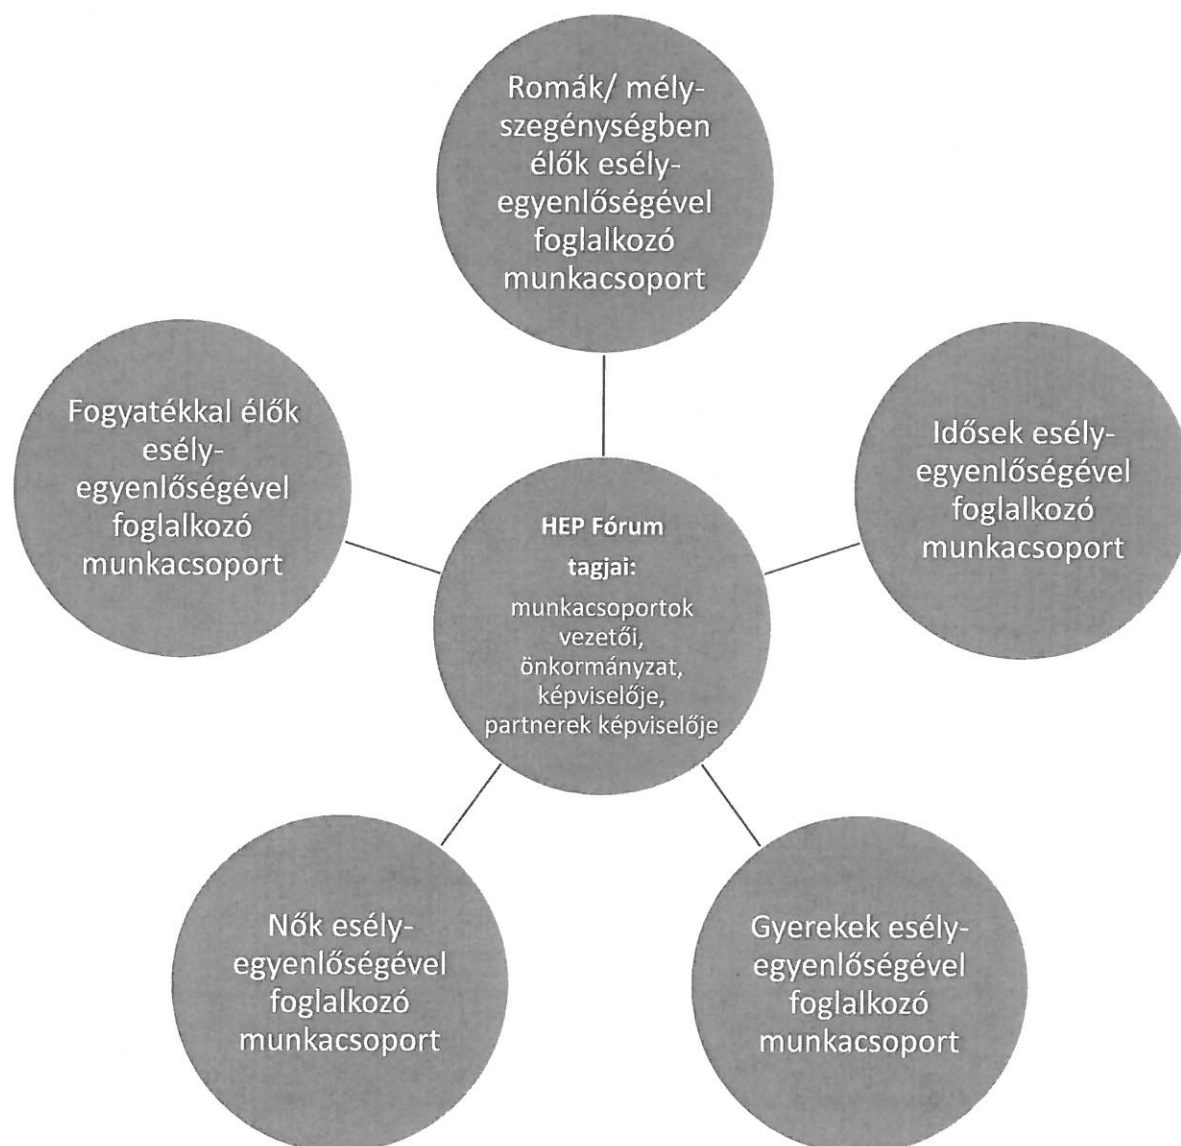 Romák/ mély-
szegénységben
élők esély-
egyenlőségével
foglalkozó
munkacsoport
Fogyatékkal élők
esély-
egyenlőségével
foglalkozó
munkacsoport
Idősek esély-
egyenlőségével
foglalkozó
munkacsoport
HEP Fórum
tagjai:
munkacsoportok
vezetői,
önkormányzat,
képviselője,
partnerek képviselője
Nők esély-
egyenlőségével
foglalkozó
munkacsoport
Gyerekek esély-
egyenlőségével
foglalkozó
munkacsoport